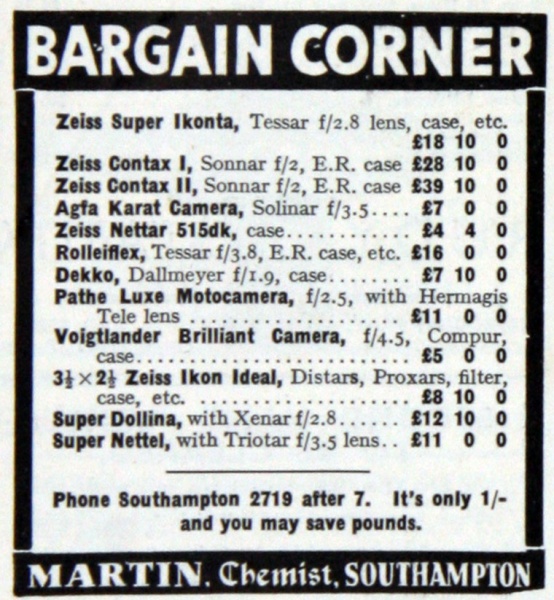 BARGAIN CORNER
Zeiss Super Ikonta, Tessar f/2.8 lens, case, etc.
£18 10 0
Zeiss Contax I, Sonnar f/2, E.R. case £28 10 0
Zeiss Contax II, Sonnar f/2, E.R. case £39 10 0
Agfa Karat Camera, Solinar f/3.5.... £7 0 0
Zeiss Nettar 515dk, case............ £4 4 0
Rolleiflex, Tessar f/3.8, E.R. case, etc. £16 0 0
Dekko, Dallmeyer f/1.9, case........ £7 10 0
Pathe Luxe Motocamera, f/2.5, with Hermagis
Tele lens ...................... £11 0 0
Voigtlander Brilliant Camera, f/4.5, Compur,
case........................... £5 0 0
3½ × 2½ Zeiss Ikon Ideal, Distars, Proxars, filter,
case, etc. ...................... £8 10 0
Super Dollina, with Xenar f/2.8...... £12 10 0
Super Nettel, with Triotar f/3.5 lens.. £11 0 0
Phone Southampton 2719 after 7. It's only 1/-
and you may save pounds.
MARTIN, Chemist, SOUTHAMPTON